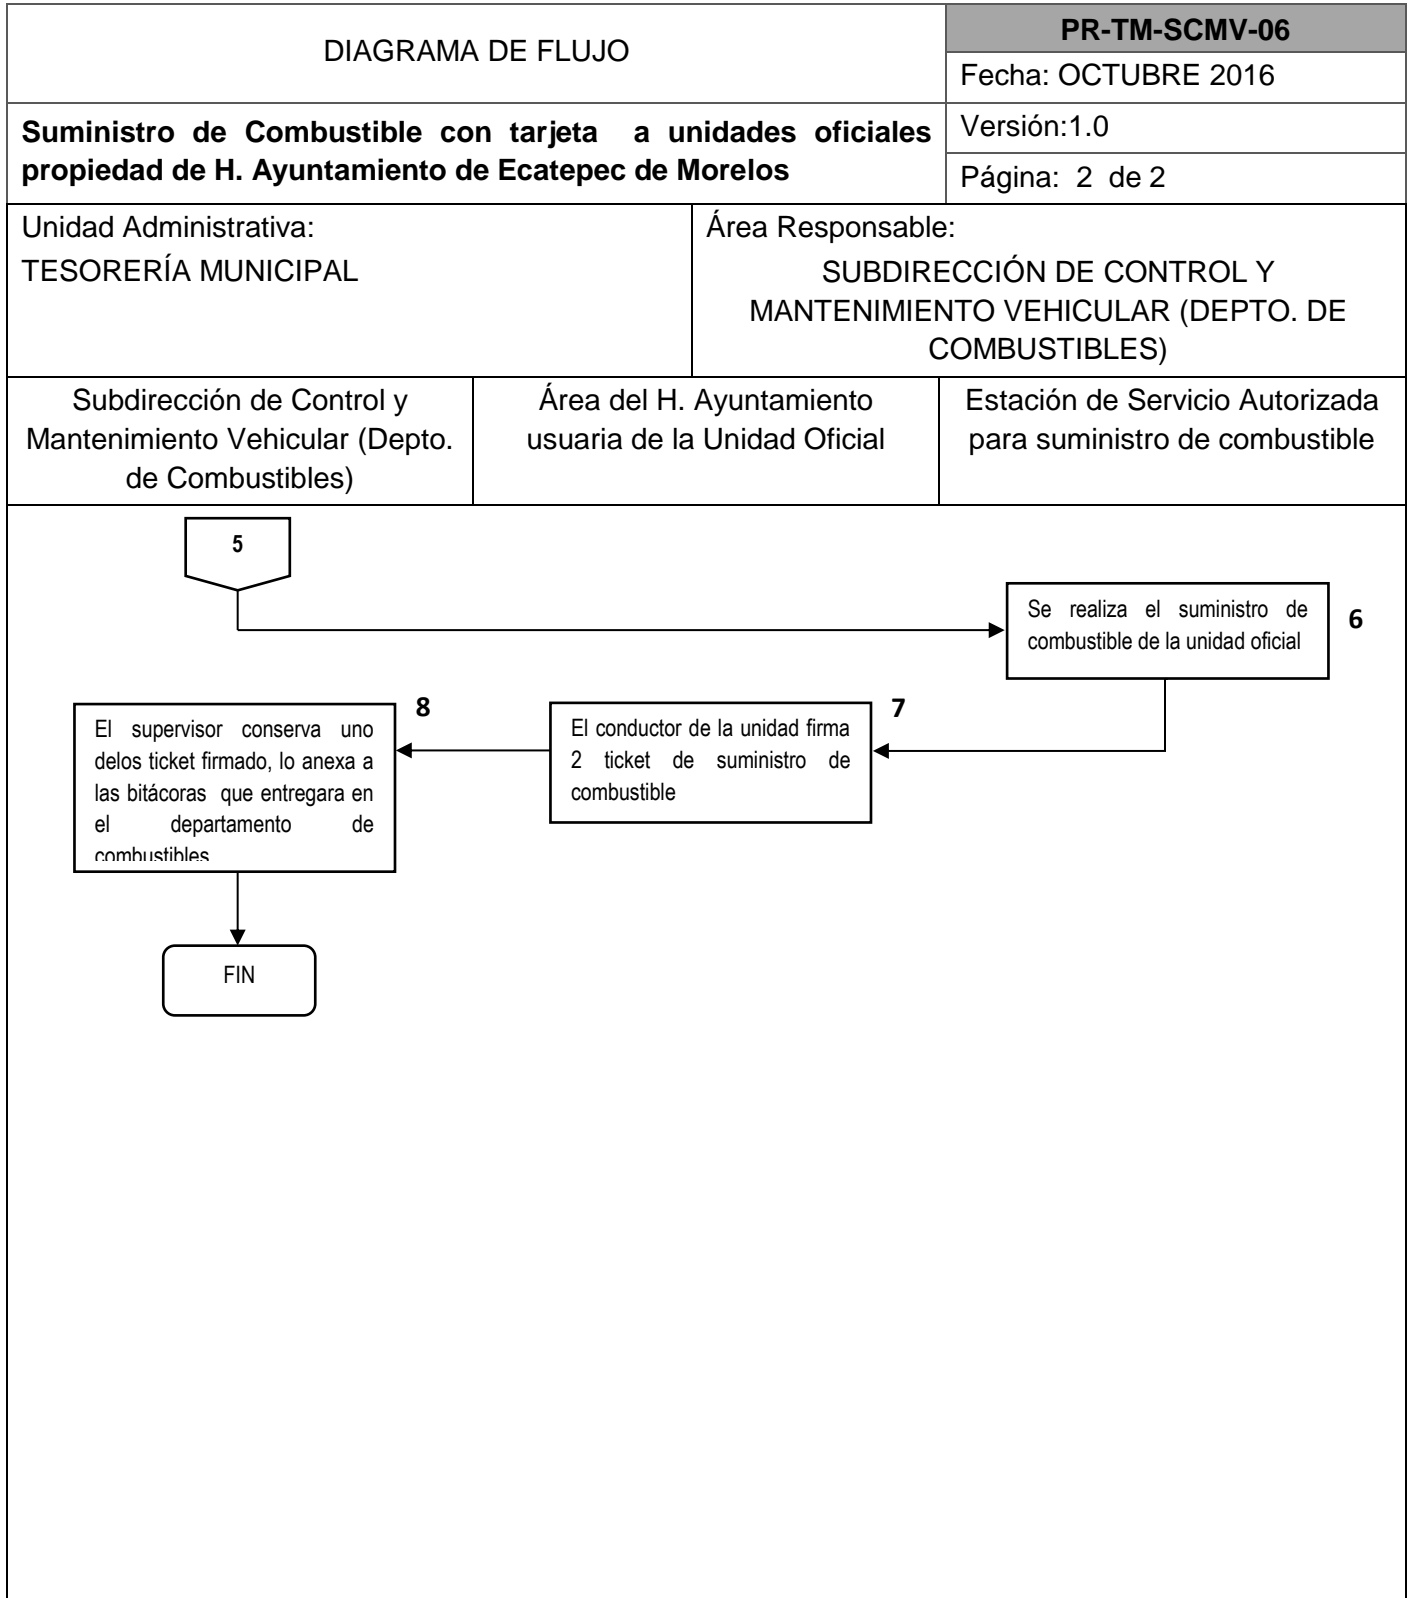 DIAGRAMA DE FLUJO
PR-TM-SCMV-06
Fecha: OCTUBRE 2016
Suministro de Combustible con tarjeta a unidades oficiales
propiedad de H. Ayuntamiento de Ecatepec de Morelos
Versión:1.0
Página: 2 de 2
Unidad Administrativa:
TESORERÍA MUNICIPAL
Área Responsable:
SUBDIRECCIÓN DE CONTROL Y
MANTENIMIENTO VEHICULAR (DEPTO. DE
COMBUSTIBLES)
Subdirección de Control y
Mantenimiento Vehicular (Depto.
de Combustibles)
Área del H. Ayuntamiento
usuaria de la Unidad Oficial
Estación de Servicio Autorizada
para suministro de combustible
5
Se realiza el suministro de
combustible de la unidad oficial
6
El conductor de la unidad firma
2 ticket de suministro de
combustible
7
El supervisor conserva uno
delos ticket firmado, lo anexa a
las bitácoras que entregara en
el departamento de
combustibles
8
FIN